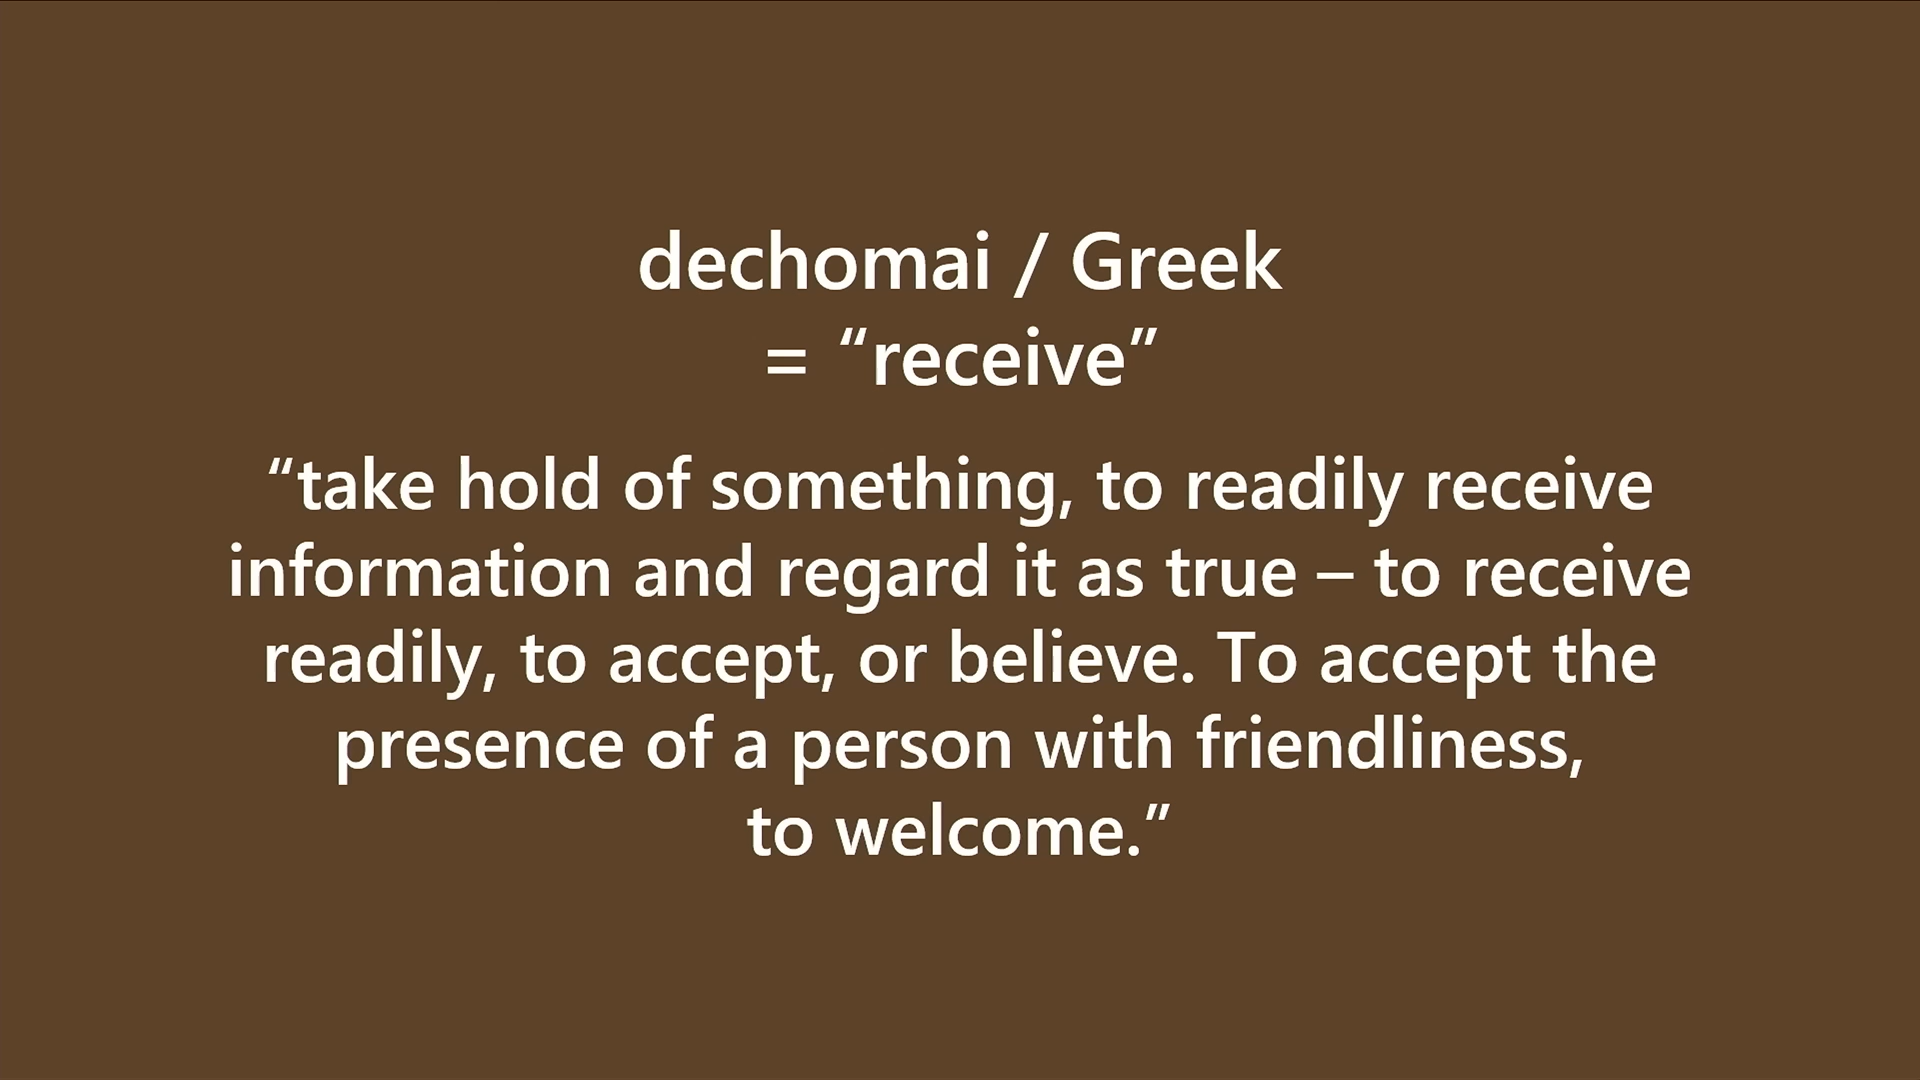 dechomai / Greek
= “receive”
“take hold of something, to readily receive
information and regard it as true – to receive
readily, to accept, or believe. To accept the
presence of a person with friendliness,
to welcome.”